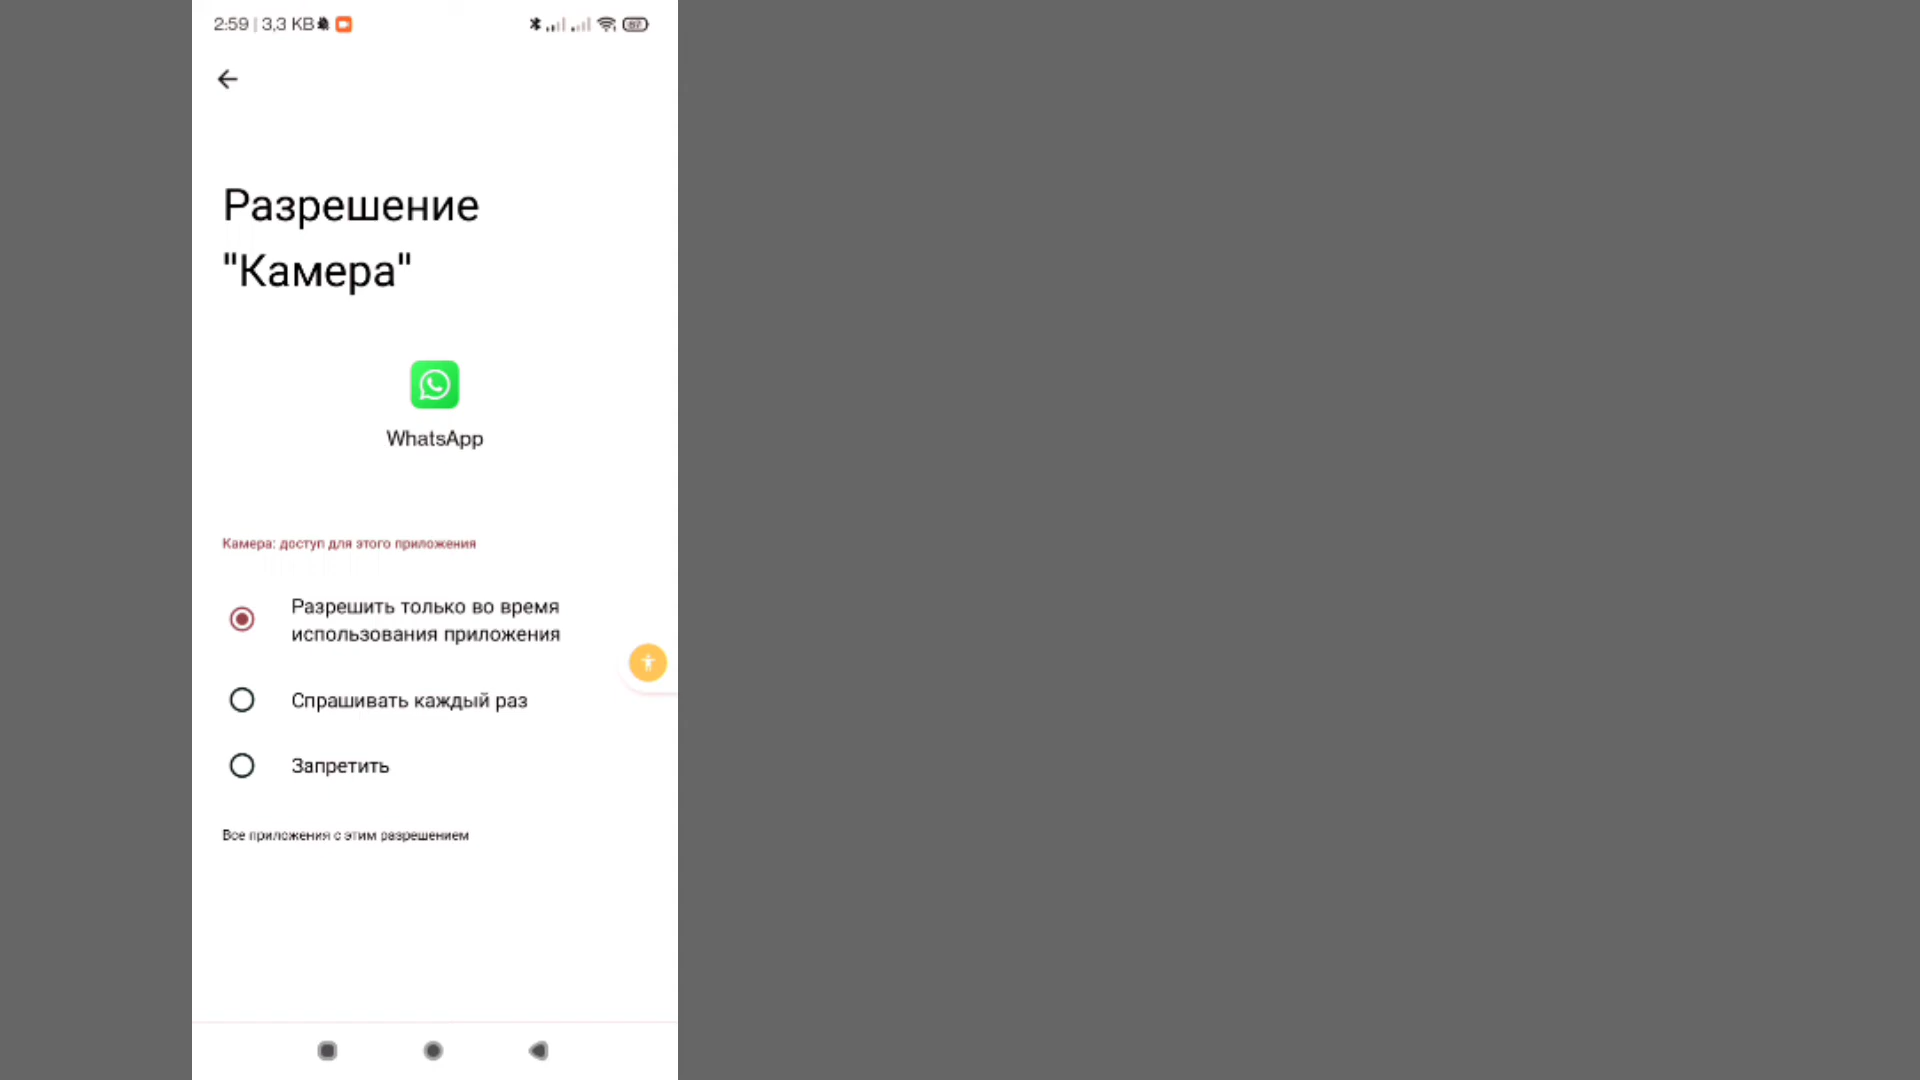 2:59 | 3,3 KB
87
Разрешение
"Камера"
WhatsApp
Камера: доступ для этого приложения
Разрешить только во время
использования приложения
Спрашивать каждый раз
Запретить
Все приложения с этим разрешением